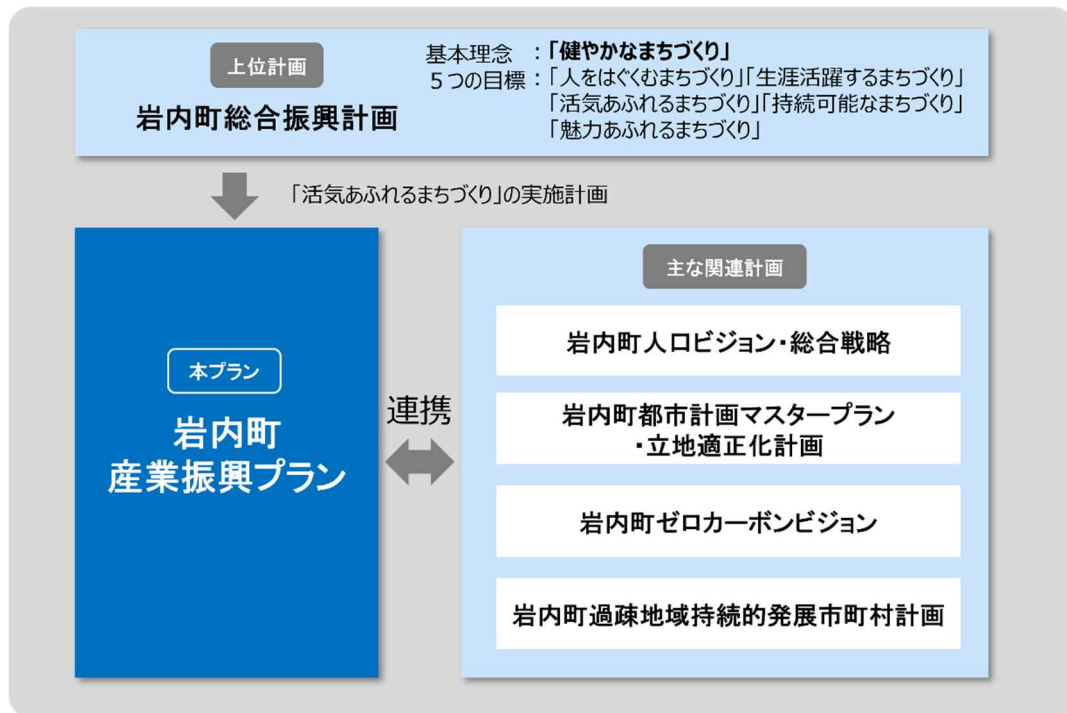 上位計画
岩内町総合振興計画
基本理念 :「健やかなまちづくり」
5つの目標:「人をはぐくむまちづくり」「生涯活躍するまちづくり」
「活気あふれるまちづくり」「持続可能なまちづくり」
「魅力あふれるまちづくり」
「活気あふれるまちづくり」の実施計画
本プラン
岩内町
産業振興プラン
連携
主な関連計画
岩内町人口ビジョン・総合戦略
岩内町都市計画マスタープラン
・立地適正化計画
岩内町ゼロカーボンビジョン
岩内町過疎地域持続的発展市町村計画